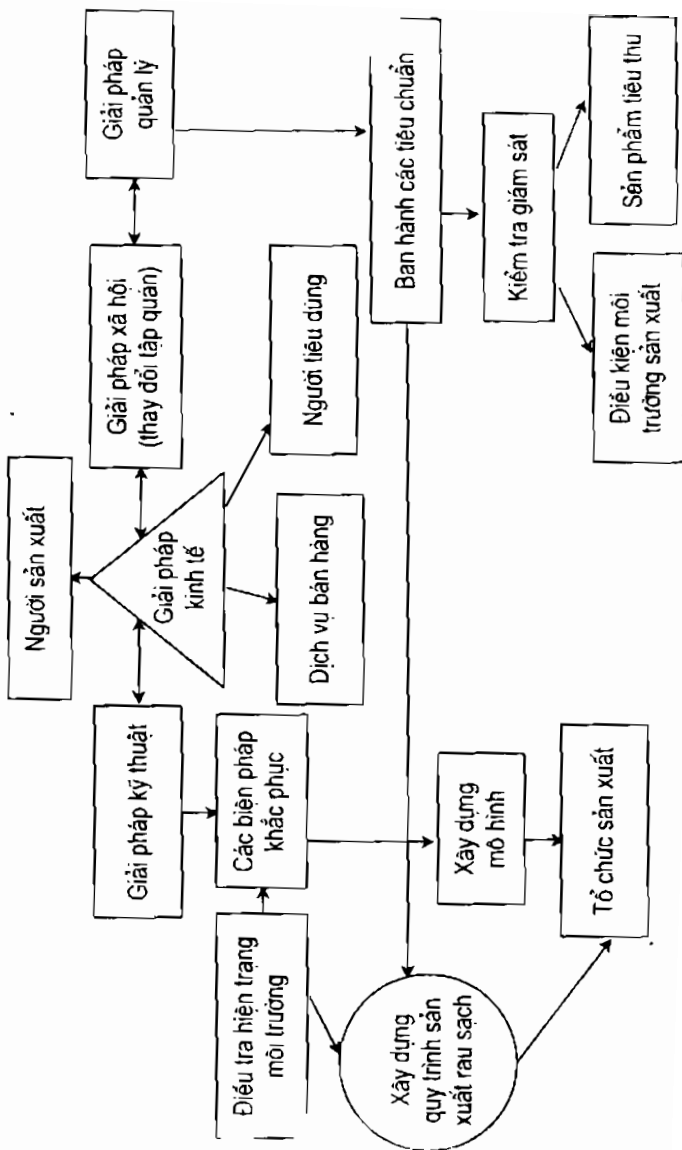 Người sản xuất
Giải pháp kỹ thuật
Giải pháp
kinh tế
Giải pháp xã hội
(thay đổi tập quán)
Giải pháp
quản lý
Điều tra hiện trạng
môi trường
Các biện pháp
khắc phục
Dịch vụ bán hàng
Người tiêu dùng
Xây dựng
quy trình sản
xuất rau sạch
Ban hành các tiêu chuẩn
Xây dựng
mô hình
Kiểm tra giám sát
Tổ chức sản xuất
Điều kiện môi
trường sản xuất
Sản phẩm tiêu thu